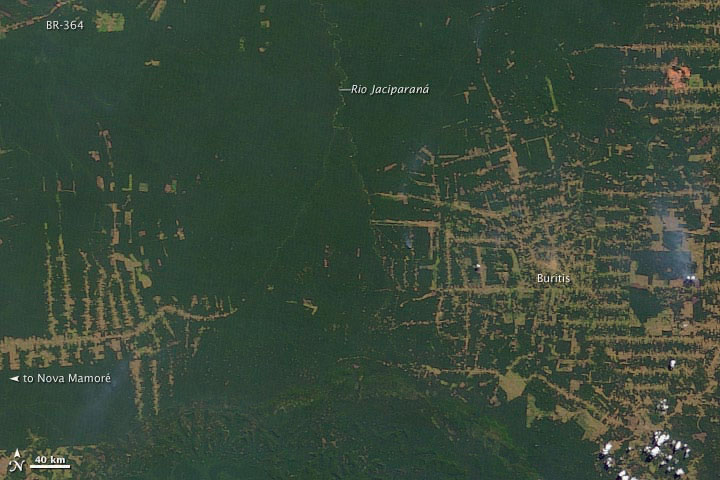 BR-364
Rio Jaciparaná
Buritis
◄ to Nova Mamoré
N
40 km